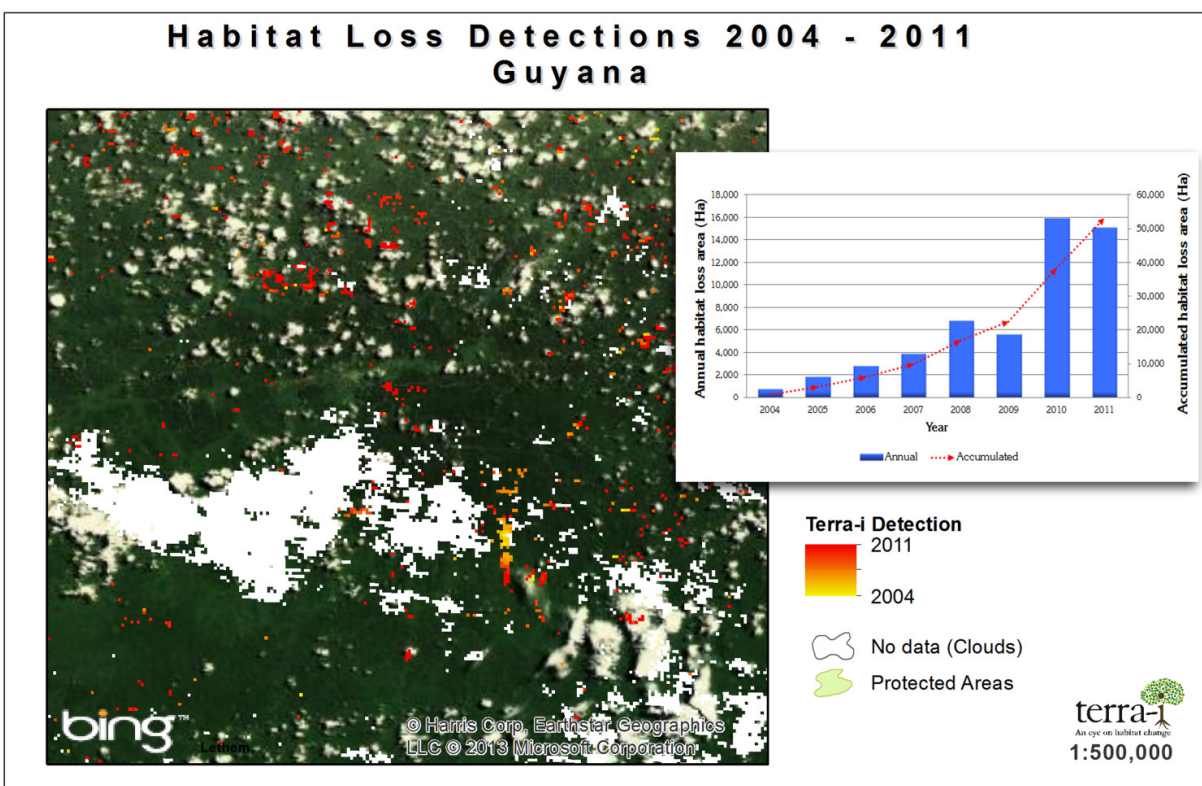 Habitat Loss Detections 2004 - 2011
Guyana
Annual habitat loss area (Ha)
18,000
16,000
14,000
12,000
10,000
8,000
6,000
4,000
2,000
0
60,000
50,000
40,000
30,000
20,000
10,000
0
Accumulated habitat loss area (Ha)
2004 2005 2006 2007 2008 2009 2010 2011
Year
Annual Accumulated
Terra-i Detection
2011
2004
No data (Clouds)
Protected Areas
bing™
Lethem
© Harris Corp, Earthstar Geographics
LLC © 2013 Microsoft Corporation
terra-i
An eye on habitat change
1:500,000